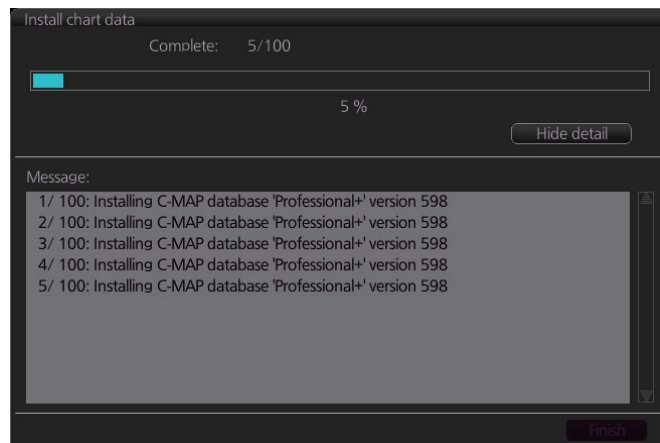 Install chart data
Complete: 5/100
5 %
Hide detail
Message:
1/ 100: Installing C-MAP database 'Professional+' version 598
2/ 100: Installing C-MAP database 'Professional+' version 598
3/ 100: Installing C-MAP database 'Professional+' version 598
4/ 100: Installing C-MAP database 'Professional+' version 598
5/ 100: Installing C-MAP database 'Professional+' version 598
Finish